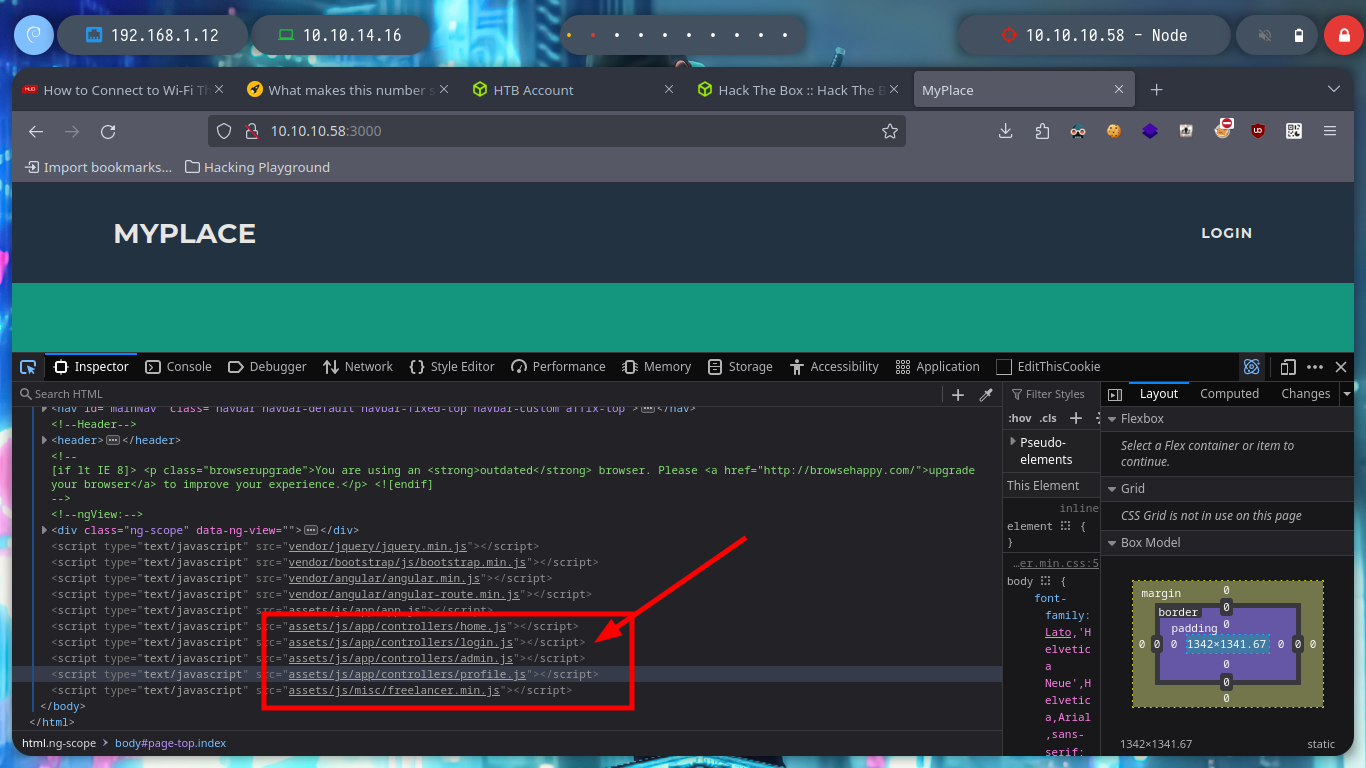 192.168.1.12
10.10.14.16
10.10.10.58 - Node
How to Connect to Wi-Fi Th
What makes this number s
HTB Account
Hack The Box :: Hack The B
MyPlace
10.10.10.58:3000
Import bookmarks...
Hacking Playground
MYPLACE
LOGIN
Inspector
Console
Debugger
Network
Style Editor
Performance
Memory
Storage
Accessibility
Application
EditThisCookie
Search HTML
<nav id="mainNav" class="navbar navbar-default navbar-fixed-top navbar-custom affix-top"></nav>
<!--Header-->
<header></header>
<!--
[if lt IE 8]> <p class="browserupgrade">You are using an <strong>outdated</strong> browser. Please <a href="http://browsehappy.com/">upgrade
your browser</a> to improve your experience.</p> <![endif]
-->
<!--ngView:-->
<div class="ng-scope" data-ng-view=""></div>
<script type="text/javascript" src="vendor/jquery/jquery.min.js"></script>
<script type="text/javascript" src="vendor/bootstrap/js/bootstrap.min.js"></script>
<script type="text/javascript" src="vendor/angular/angular.min.js"></script>
<script type="text/javascript" src="vendor/angular/angular-route.min.js"></script>
<script type="text/javascript" src="assets/js/app/app.js"></script>
<script type="text/javascript" src="assets/js/app/controllers/home.js"></script>
<script type="text/javascript" src="assets/js/app/controllers/login.js"></script>
<script type="text/javascript" src="assets/js/app/controllers/admin.js"></script>
<script type="text/javascript" src="assets/js/app/controllers/profile.js"></script>
<script type="text/javascript" src="assets/js/misc/freelancer.min.js"></script>
</body>
</html>
html.ng-scope
body#page-top.index
Filter Styles
:hov .cls
Pseudo-
elements
This Element
inline
element {
}
…er.min.css:5
body {
font-
family:
Lato,'H
elvetic
a
Neue',H
elvetic
a,Arial
,sans-
serif;
Layout
Computed
Changes
Flexbox
Select a Flex container or item to
continue.
Grid
CSS Grid is not in use on this page
Box Model
margin
0
border
0
padding
0
0
0
0
1342×1341.67
0
0
0
0
0
0
1342×1341.67
static